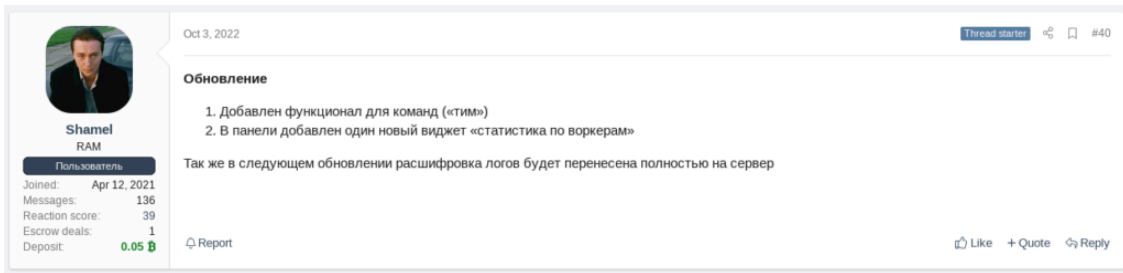 Oct 3, 2022
Thread starter
#40
Обновление
1. Добавлен функционал для команд («тим»)
2. В панели добавлен один новый виджет «статистика по воркерам»
Так же в следующем обновлении расшифровка логов будет перенесена полностью на сервер
Shamel
RAM
Пользователь
Joined: Apr 12, 2021
Messages: 136
Reaction score: 39
Escrow deals: 1
Deposit: 0.05 ₿
Report
Like + Quote Reply